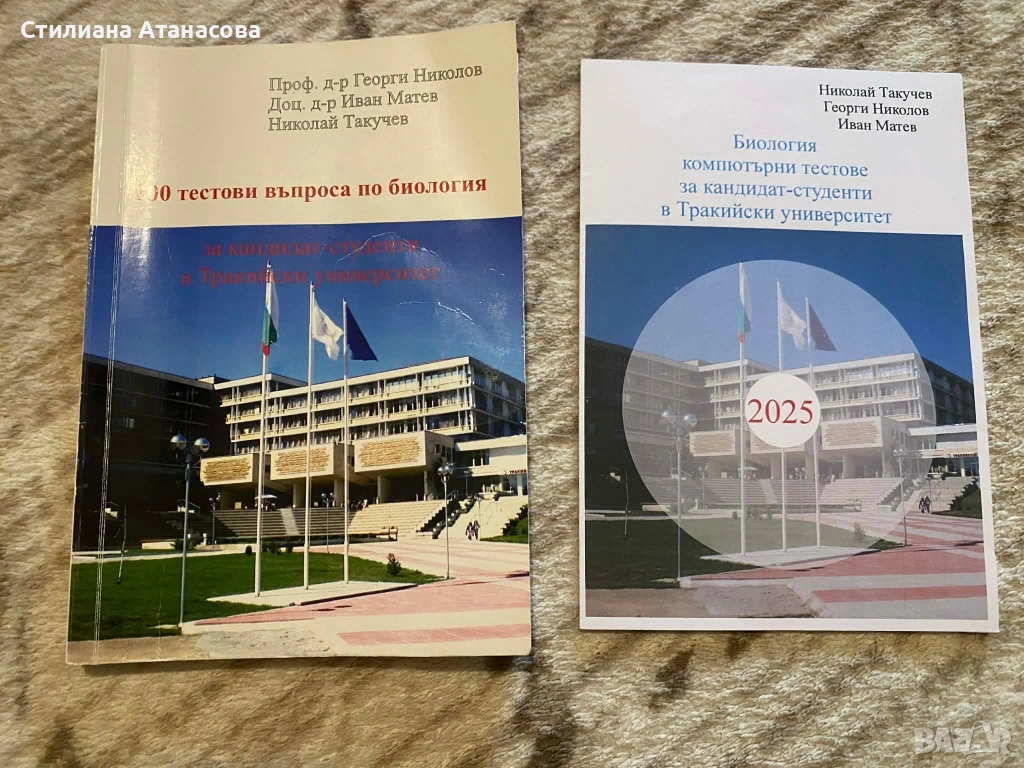 Стилиана Атанасова
Проф. д-р Георги Николов
Доц. д-р Иван Матев
Николай Такучев
тестови въпроса по биология
за кандидат-студенти
в Тракийски университет
Николай Такучев
Георги Николов
Иван Матев
Биология
компютърни тестове
за кандидат-студенти
в Тракийски университет
2025
BAZAR